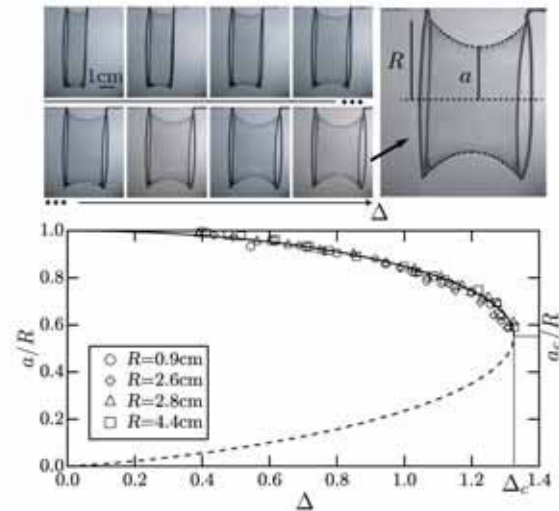 1cm
R
a
Δ
1.0
0.8
0.6
0.4
0.2
0.0
a/R
a_c/R
R=0.9cm
R=2.6cm
R=2.8cm
R=4.4cm
0.0 0.2 0.4 0.6 0.8 1.0 1.2 Δ_c 1.4
Δ